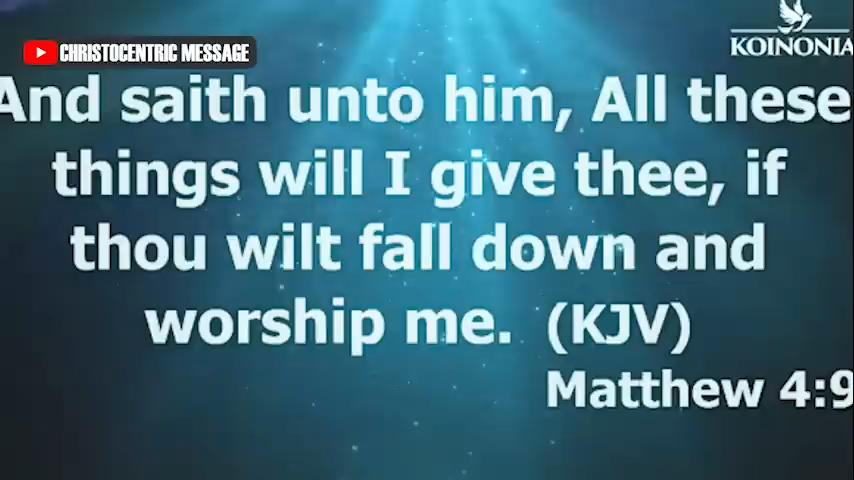 CHRISTOCENTRIC MESSAGE
KOINONIA
And saith unto him, All these
things will I give thee, if
thou wilt fall down and
worship me. (KJV)
Matthew 4:9